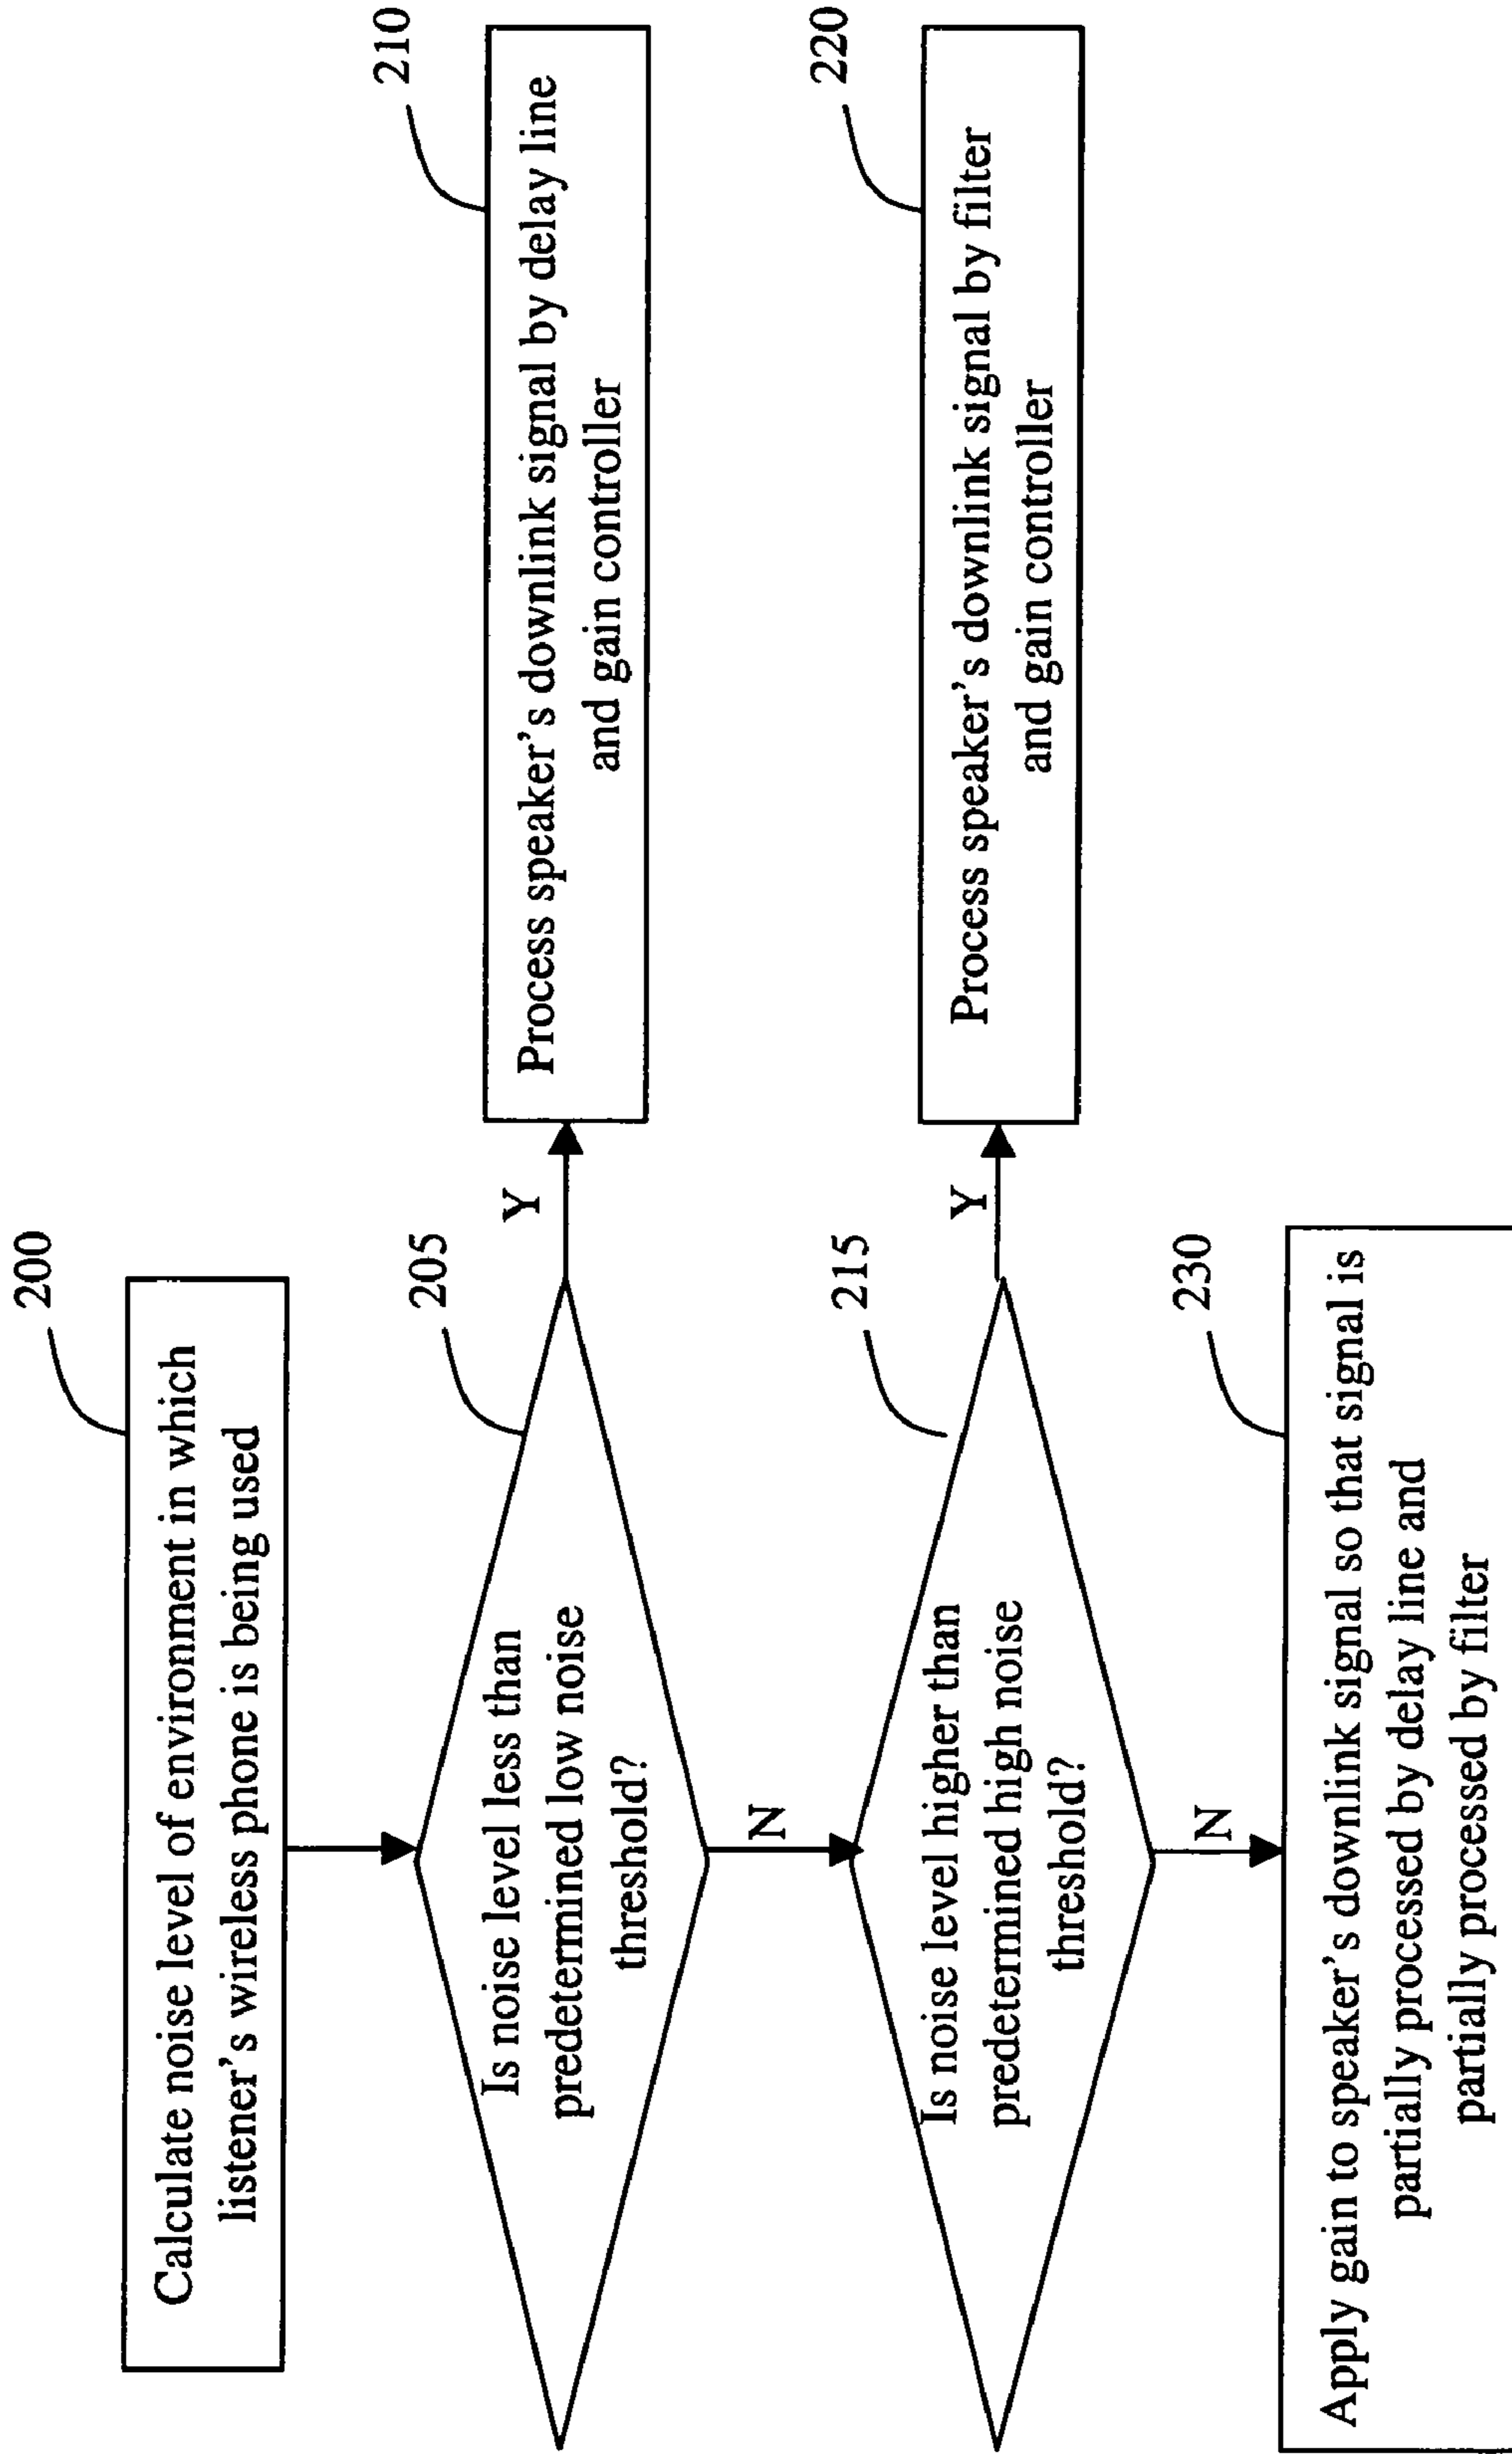 200
Calculate noise level of environment in which
listener's wireless phone is being used
205
Is noise level less than
predetermined low noise
threshold?
Y
210
Process speaker's downlink signal by delay line
and gain controller
N
215
Is noise level higher than
predetermined high noise
threshold?
Y
220
Process speaker's downlink signal by filter
and gain controller
N
230
Apply gain to speaker's downlink signal so that signal is
partially processed by delay line and
partially processed by filter